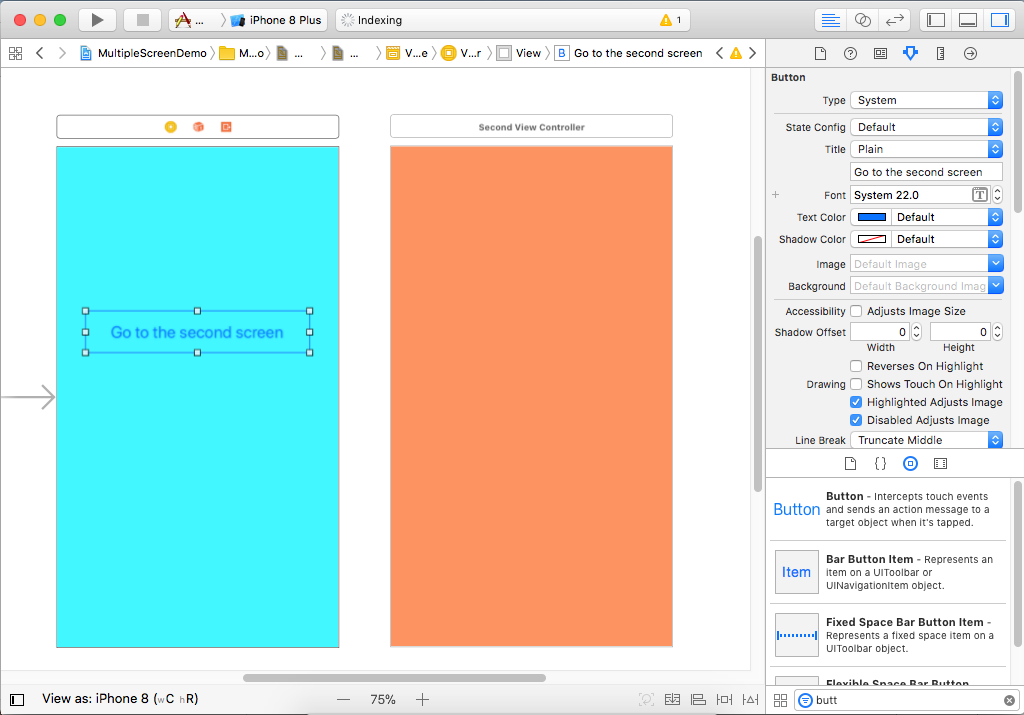 ... iPhone 8 Plus Indexing 1
MultipleScreenDemo M...o ... ... V...e V...r View B Go to the second screen
Second View Controller
Go to the second screen
View as: iPhone 8 (wC hR) 75%
Button
Type System
State Config Default
Title Plain
Go to the second screen
+ Font System 22.0 T
Text Color Default
Shadow Color Default
Image Default Image
Background Default Background Imag
Accessibility Adjusts Image Size
Shadow Offset 0 0
Width Height
Reverses On Highlight
Drawing Shows Touch On Highlight
Highlighted Adjusts Image
Disabled Adjusts Image
Line Break Truncate Middle
{}
Button
Button - Intercepts touch events
and sends an action message to a
target object when it's tapped.
Item
Bar Button Item - Represents an
item on a UIToolbar or
UINavigationItem object.
Fixed Space Bar Button Item -
Represents a fixed space item on a
UIToolbar object.
Flexible Space Bar Button
butt